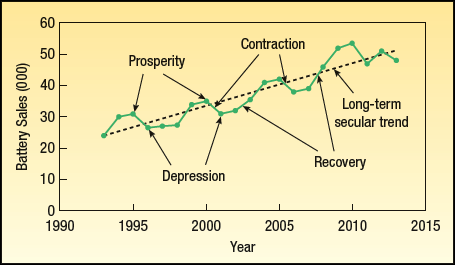 60
50
40
30
20
10
0
Battery Sales (000)
Prosperity
Contraction
Long-term
secular trend
Depression
Recovery
1990
1995
2000
2005
2010
2015
Year